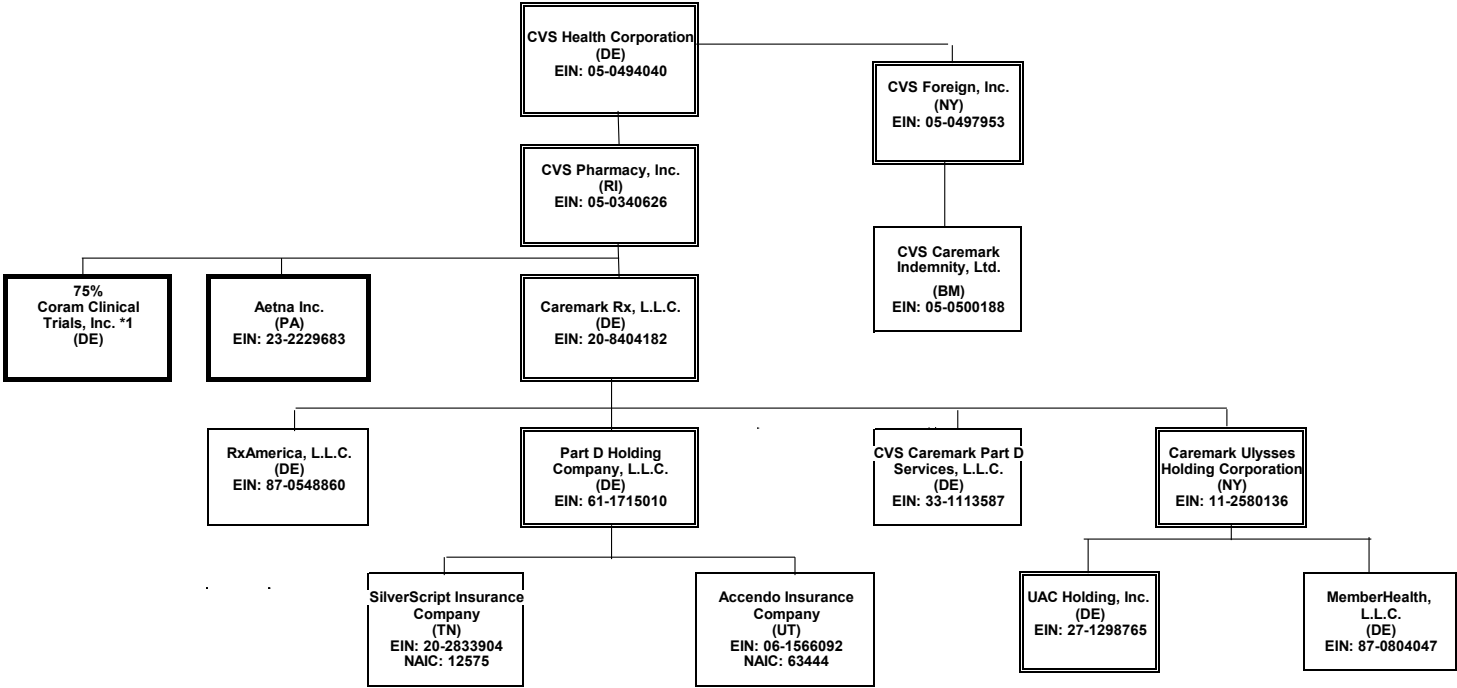 CVS Health Corporation
(DE)
EIN: 05-0494040
CVS Foreign, Inc.
(NY)
EIN: 05-0497953
CVS Pharmacy, Inc.
(RI)
EIN: 05-0340626
CVS Caremark
Indemnity, Ltd.
(BM)
EIN: 05-0500188
75%
Coram Clinical
Trials, Inc. *1
(DE)
Aetna Inc.
(PA)
EIN: 23-2229683
Caremark Rx, L.L.C.
(DE)
EIN: 20-8404182
RxAmerica, L.L.C.
(DE)
EIN: 87-0548860
Part D Holding
Company, L.L.C.
(DE)
EIN: 61-1715010
CVS Caremark Part D
Services, L.L.C.
(DE)
EIN: 33-1113587
Caremark Ulysses
Holding Corporation
(NY)
EIN: 11-2580136
SilverScript Insurance
Company
(TN)
EIN: 20-2833904
NAIC: 12575
Accendo Insurance
Company
(UT)
EIN: 06-1566092
NAIC: 63444
UAC Holding, Inc.
(DE)
EIN: 27-1298765
MemberHealth,
L.L.C.
(DE)
EIN: 87-0804047